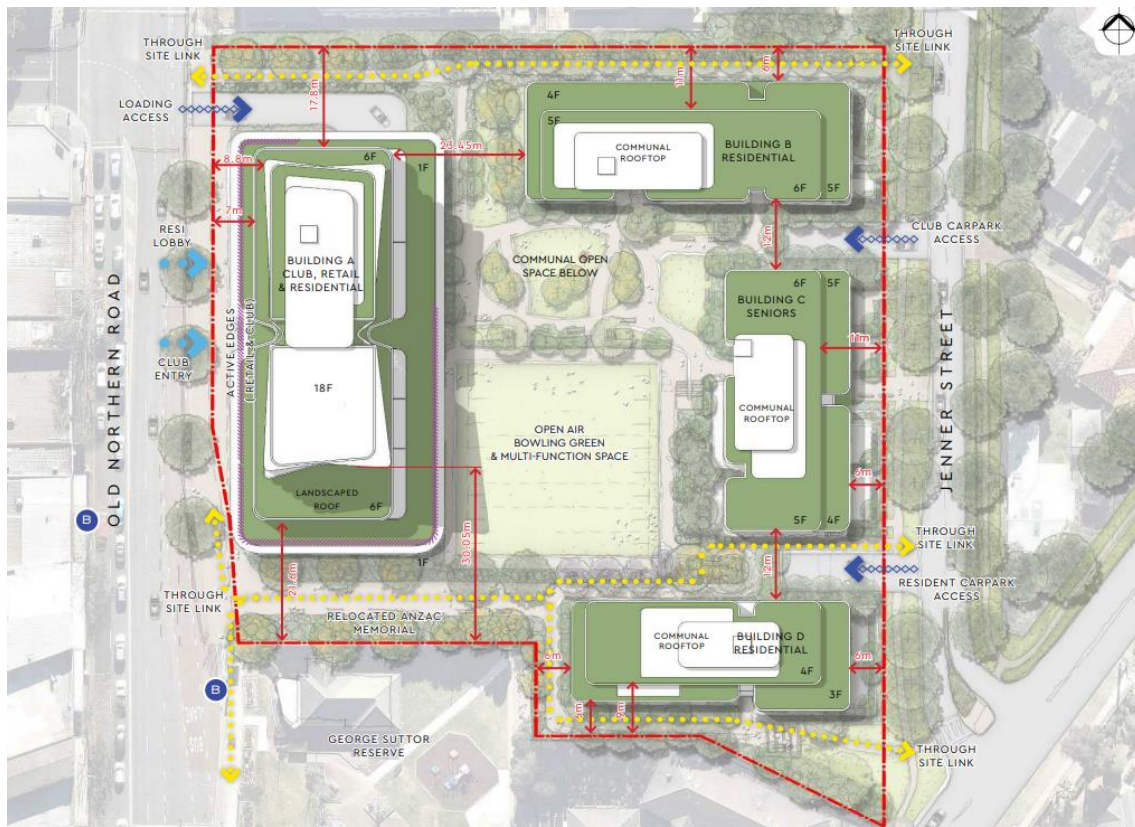 THROUGH
SITE LINK
THROUGH
SITE LINK
LOADING
ACCESS
17.8m
11m
6m
4F
5F
COMMUNAL
ROOFTOP
BUILDING B
RESIDENTIAL
6F
5F
23.45m
6F
1F
8.8m
7m
RESI
LOBBY
CLUB
ENTRY
OLD NORTHERN ROAD
ACTIVE EDGES
(RETAIL & CLUB)
BUILDING A
CLUB, RETAIL
& RESIDENTIAL
18F
LANDSCAPED
ROOF
6F
1F
COMMUNAL OPEN
SPACE BELOW
12m
CLUB CARPARK
ACCESS
6F
5F
BUILDING C
SENIORS
11m
COMMUNAL
ROOFTOP
JENNER STREET
OPEN AIR
BOWLING GREEN
& MULTI-FUNCTION SPACE
6m
5F
4F
B
30.05m
21.6m
12m
THROUGH
SITE LINK
RESIDENT CARPARK
ACCESS
THROUGH
SITE LINK
RELOCATED ANZAC
MEMORIAL
COMMUNAL
ROOFTOP
BUILDING D
RESIDENTIAL
6m
6m
4F
3F
B
9m
GEORGE SUTTOR
RESERVE
THROUGH
SITE LINK